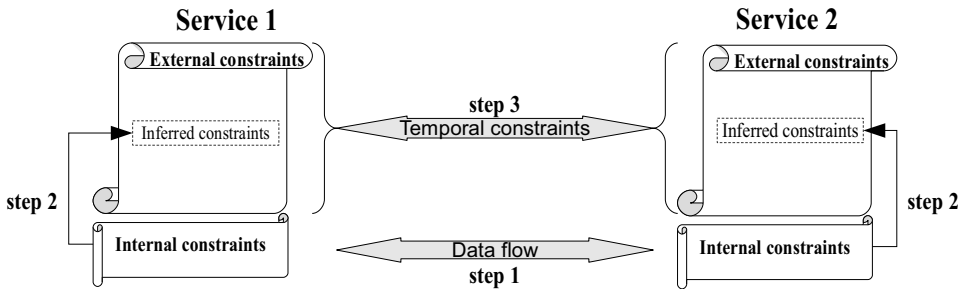 Service 1
Service 2
External constraints
External constraints
step 3
Inferred constraints
Temporal constraints
Inferred constraints
step 2
step 2
Internal constraints
Data flow
Internal constraints
step 1